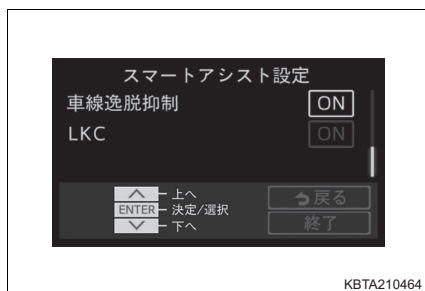 スマートアシスト設定
車線逸脱抑制 ON
LKC ON
上へ
ENTER 決定/選択
下へ
戻る
終了
KBTA210464